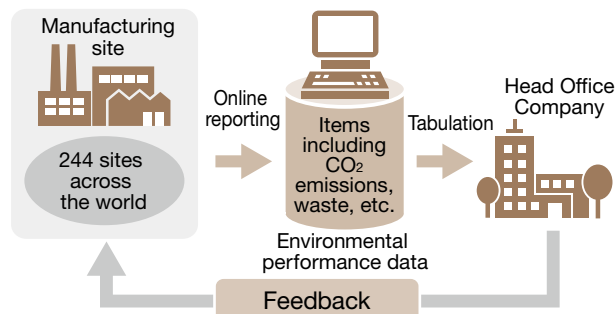 Manufacturing
site
244 sites
across
the world
Online
reporting
Items
including
CO₂
emissions,
waste, etc.
Environmental
performance data
Tabulation
Head Office
Company
Feedback